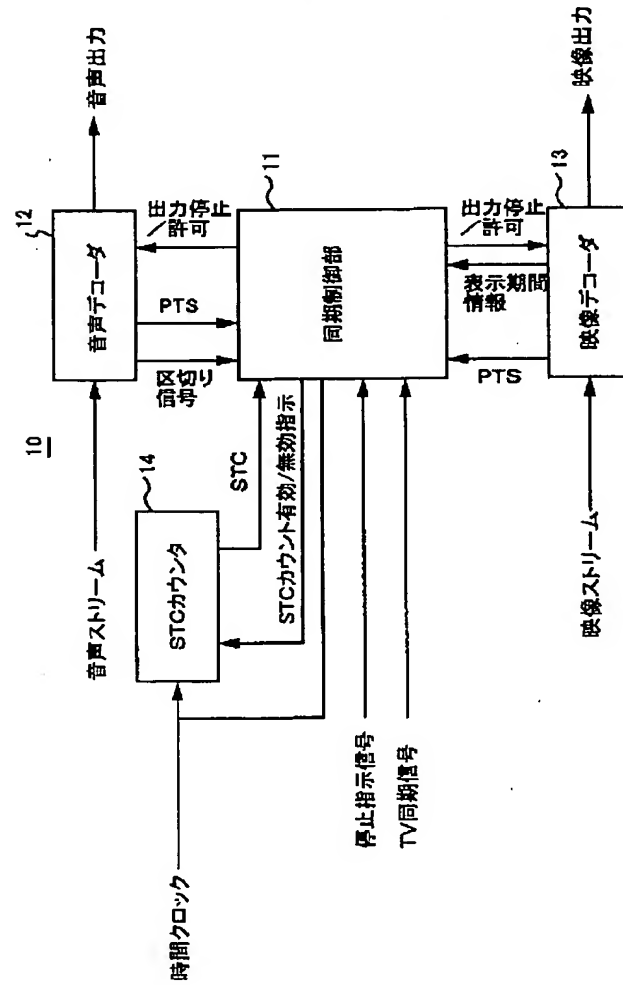 10
音声ストリーム
12
音声デコーダ
音声出力
区切り
信号
PTS
出力停止
/許可
14
STCカウンタ
STC
STCカウント有効/無効指示
時間クロック
11
同期制御部
停止指示信号
TV同期信号
PTS
表示期間
情報
出力停止
/許可
13
映像ストリーム
映像デコーダ
映像出力